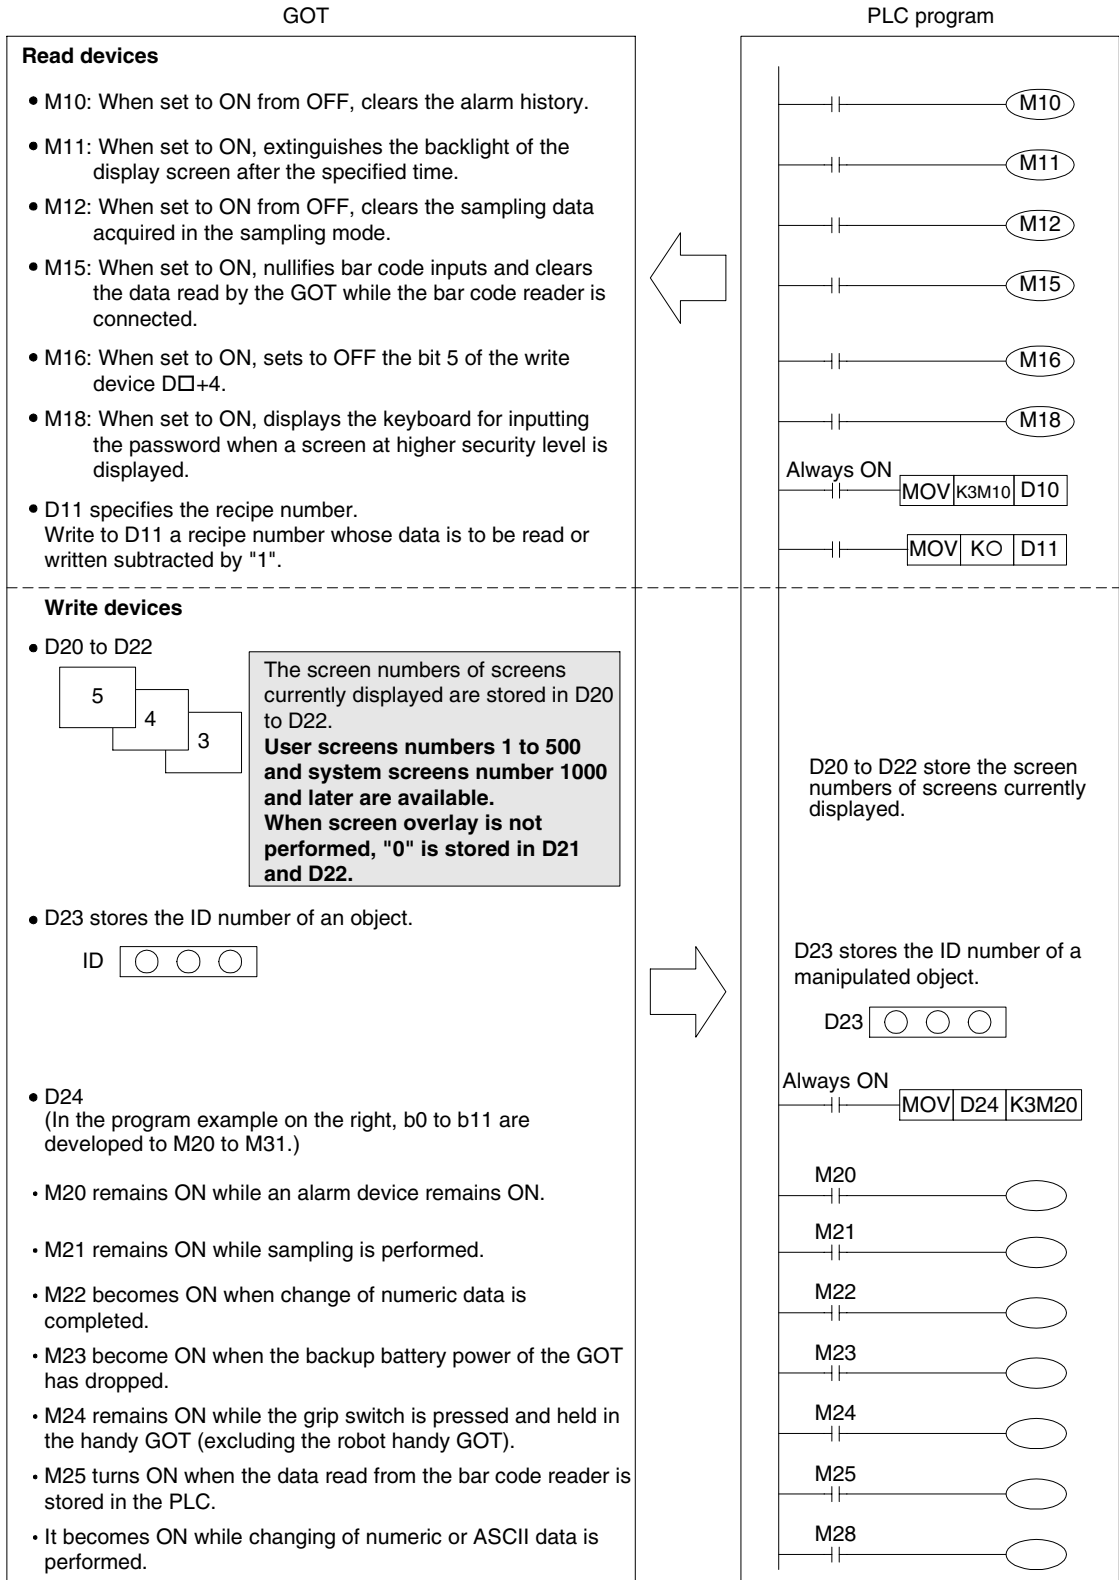 GOT
PLC program
Read devices
• M10: When set to ON from OFF, clears the alarm history.
• M11: When set to ON, extinguishes the backlight of the
display screen after the specified time.
• M12: When set to ON from OFF, clears the sampling data
acquired in the sampling mode.
• M15: When set to ON, nullifies bar code inputs and clears
the data read by the GOT while the bar code reader is
connected.
• M16: When set to ON, sets to OFF the bit 5 of the write
device D□+4.
• M18: When set to ON, displays the keyboard for inputting
the password when a screen at higher security level is
displayed.
• D11 specifies the recipe number.
Write to D11 a recipe number whose data is to be read or
written subtracted by "1".
M10
M11
M12
M15
M16
M18
Always ON
MOV K3M10 D10
MOV K○ D11
Write devices
• D20 to D22
5
4
3
The screen numbers of screens
currently displayed are stored in D20
to D22.
User screens numbers 1 to 500
and system screens number 1000
and later are available.
When screen overlay is not
performed, "0" is stored in D21
and D22.
D20 to D22 store the screen
numbers of screens currently
displayed.
• D23 stores the ID number of an object.
ID ○ ○ ○
D23 stores the ID number of a
manipulated object.
D23 ○ ○ ○
• D24
(In the program example on the right, b0 to b11 are
developed to M20 to M31.)
· M20 remains ON while an alarm device remains ON.
· M21 remains ON while sampling is performed.
· M22 becomes ON when change of numeric data is
completed.
· M23 become ON when the backup battery power of the GOT
has dropped.
· M24 remains ON while the grip switch is pressed and held in
the handy GOT (excluding the robot handy GOT).
· M25 turns ON when the data read from the bar code reader is
stored in the PLC.
· It becomes ON while changing of numeric or ASCII data is
performed.
Always ON
MOV D24 K3M20
M20
M21
M22
M23
M24
M25
M28